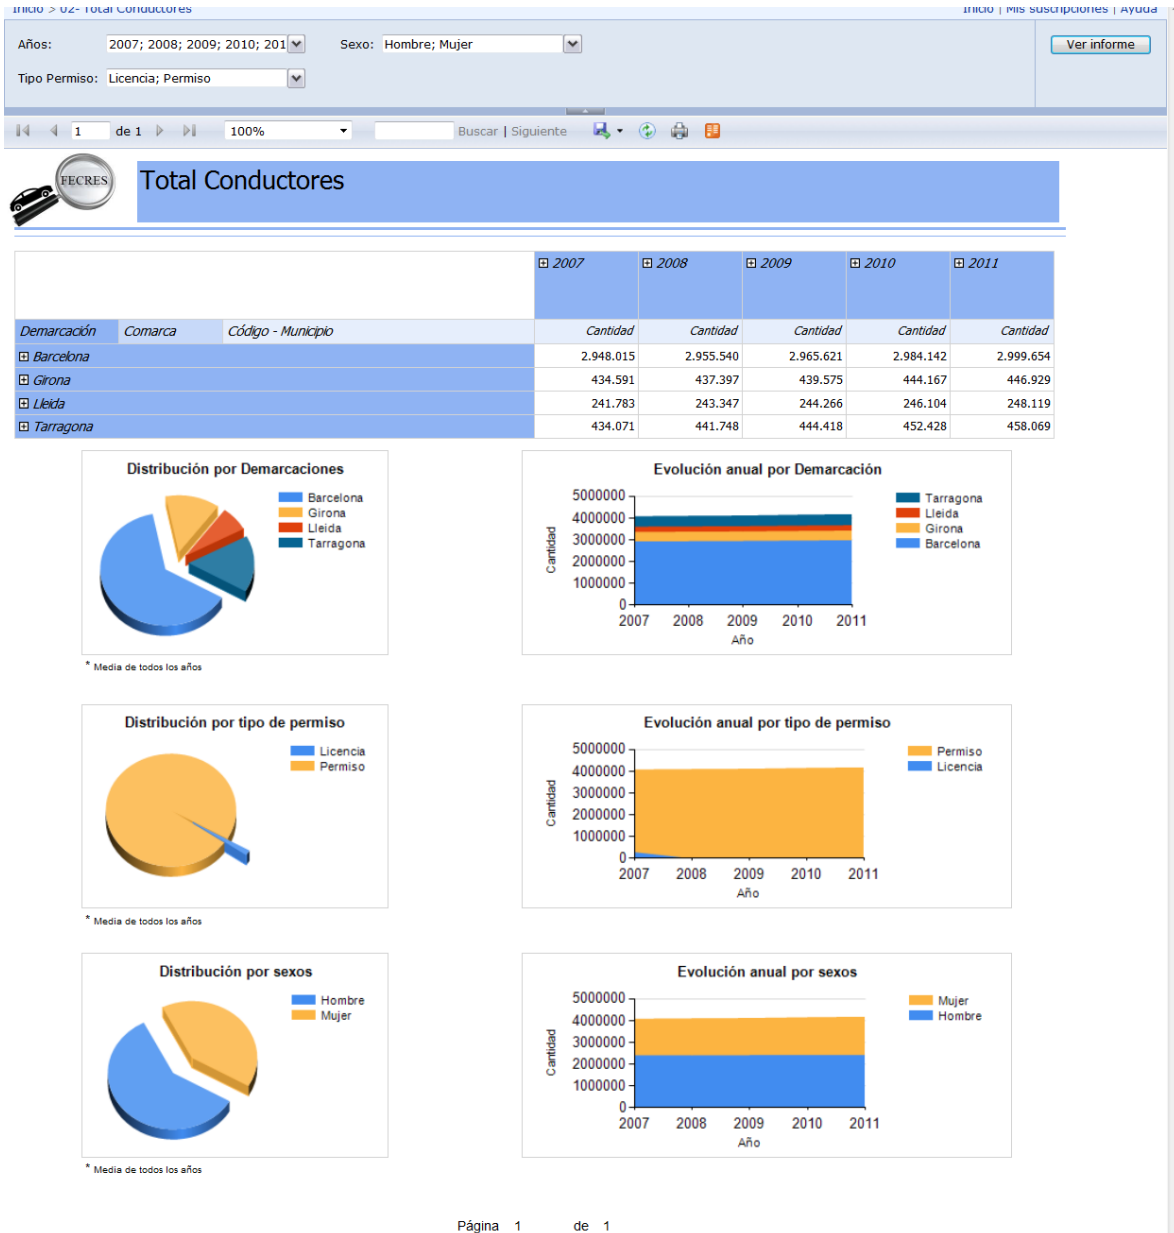 Inicio > 02- Total Conductores
Inicio | Mis suscripciones | Ayuda
Años: 2007; 2008; 2009; 2010; 201 Sexo: Hombre; Mujer Ver informe
Tipo Permiso: Licencia; Permiso
1 de 1 100% Buscar | Siguiente
FECRES
Total Conductores
2007 2008 2009 2010 2011
Demarcación Comarca Código - Municipio Cantidad Cantidad Cantidad Cantidad Cantidad
Barcelona 2.948.015 2.955.540 2.965.621 2.984.142 2.999.654
Girona 434.591 437.397 439.575 444.167 446.929
Lleida 241.783 243.347 244.266 246.104 248.119
Tarragona 434.071 441.748 444.418 452.428 458.069
Distribución por Demarcaciones
Barcelona
Girona
Lleida
Tarragona
* Media de todos los años
Evolución anual por Demarcación
5000000
4000000
3000000
2000000
1000000
0
Cantidad
2007 2008 2009 2010 2011
Año
Tarragona
Lleida
Girona
Barcelona
Distribución por tipo de permiso
Licencia
Permiso
* Media de todos los años
Evolución anual por tipo de permiso
5000000
4000000
3000000
2000000
1000000
0
Cantidad
2007 2008 2009 2010 2011
Año
Permiso
Licencia
Distribución por sexos
Hombre
Mujer
* Media de todos los años
Evolución anual por sexos
5000000
4000000
3000000
2000000
1000000
0
Cantidad
2007 2008 2009 2010 2011
Año
Mujer
Hombre
Página 1 de 1